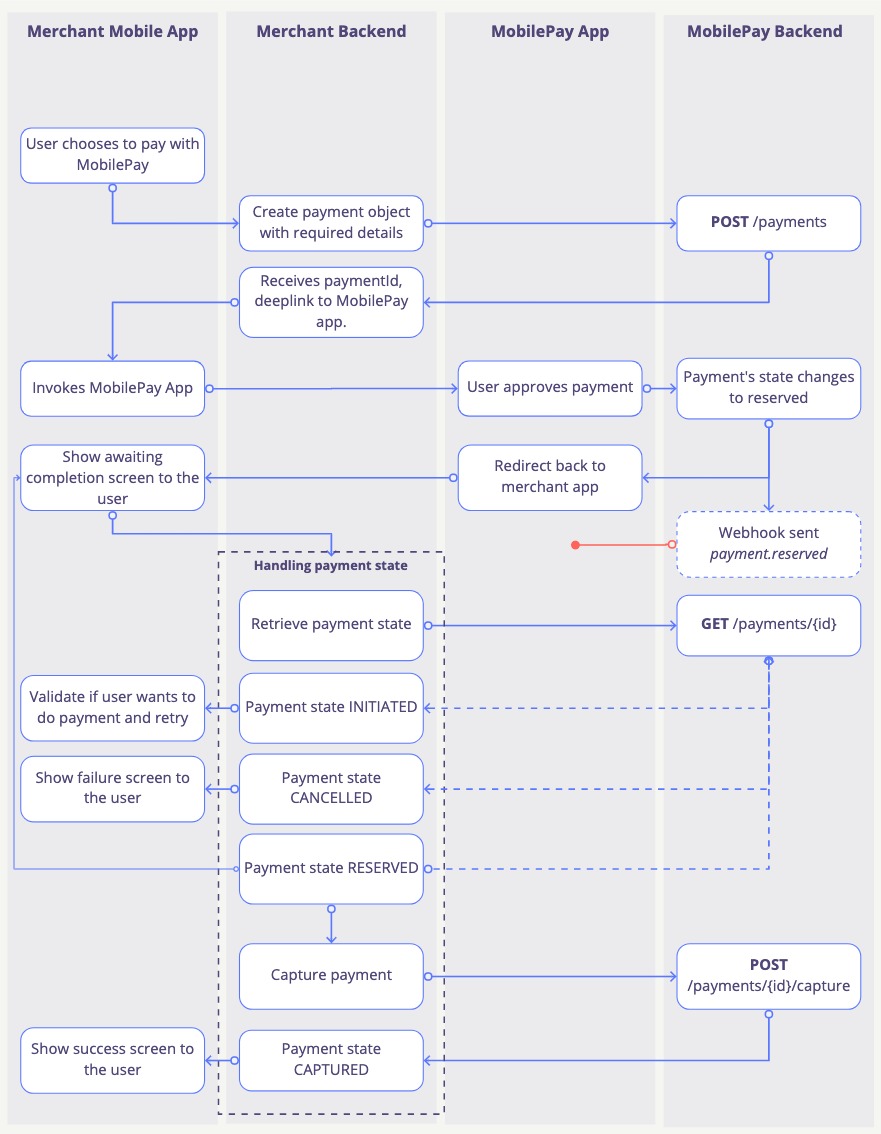 Merchant Mobile App
Merchant Backend
MobilePay App
MobilePay Backend
User chooses to pay with
MobilePay
Create payment object
with required details
POST /payments
Receives paymentId,
deeplink to MobilePay
app.
Invokes MobilePay App
User approves payment
Payment's state changes
to reserved
Show awaiting
completion screen to the
user
Redirect back to
merchant app
Webhook sent
payment.reserved
Handling payment state
Retrieve payment state
GET /payments/{id}
Validate if user wants to
do payment and retry
Payment state INITIATED
Show failure screen to
the user
Payment state
CANCELLED
Payment state RESERVED
Capture payment
POST
/payments/{id}/capture
Show success screen to
the user
Payment state
CAPTURED